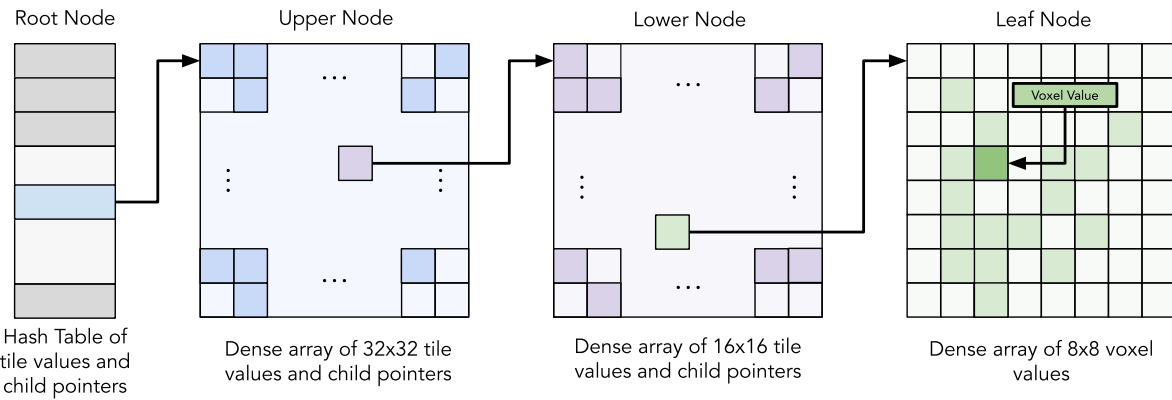 Root Node
Upper Node
Lower Node
Leaf Node
...
...
Voxel Value
...
...
...
...
...
...
Hash Table of
tile values and
child pointers
Dense array of 32x32 tile
values and child pointers
Dense array of 16x16 tile
values and child pointers
Dense array of 8x8 voxel
values